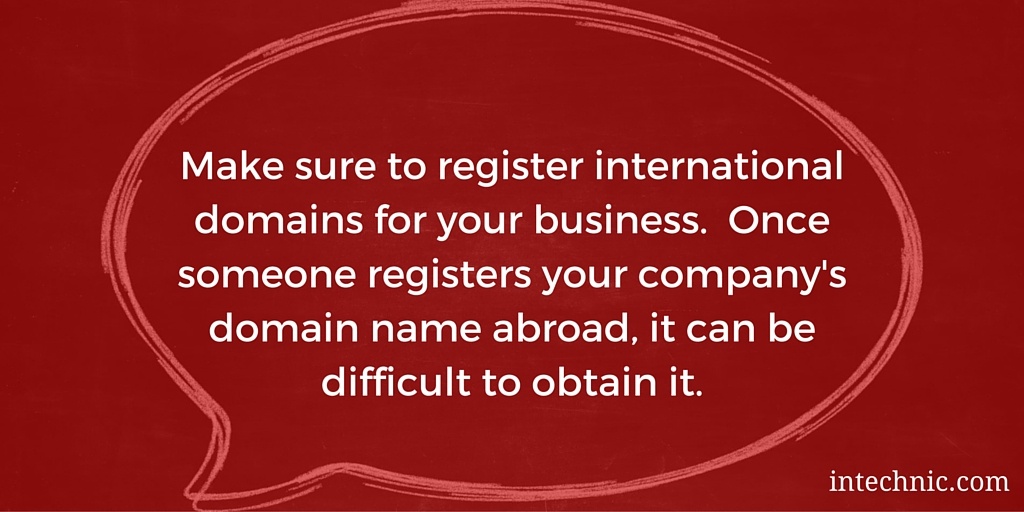 Make sure to register international
domains for your business.  Once
someone registers your company's
domain name abroad, it can be
difficult to obtain it.
intechnic.com